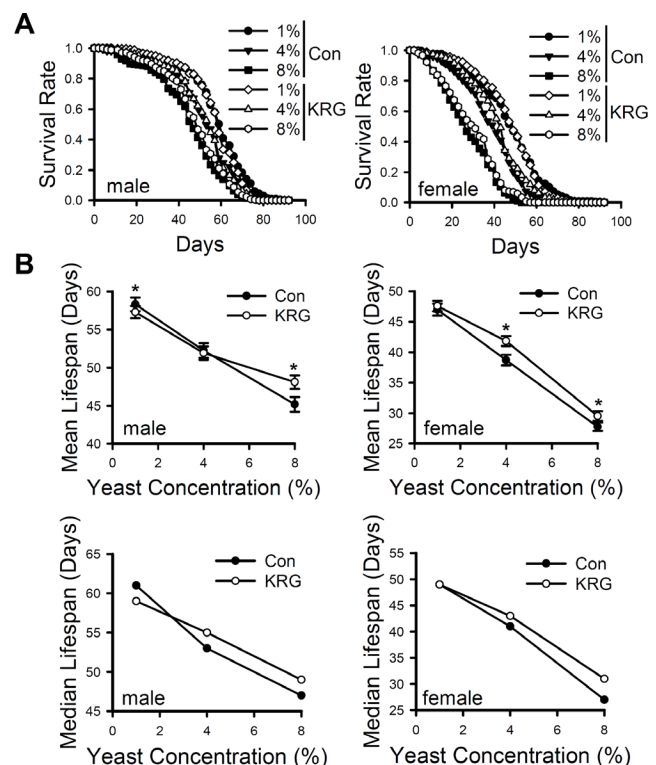 A
1%
4% Con
8%
1%
4% KRG
8%
Survival Rate
1.0
0.8
0.6
0.4
0.2
0.0
male
0 20 40 60 80 100
Days
1%
4% Con
8%
1%
4% KRG
8%
Survival Rate
1.0
0.8
0.6
0.4
0.2
0.0
female
0 20 40 60 80 100
Days
B
Mean Lifespan (Days)
60
55
50
45
40
*
*
Con
KRG
male
0 2 4 6 8
Yeast Concentration (%)
Mean Lifespan (Days)
50
45
40
35
30
25
*
*
Con
KRG
female
0 2 4 6 8
Yeast Concentration (%)
Median Lifespan (Days)
65
60
55
50
45
Con
KRG
male
0 2 4 6 8
Yeast Concentration (%)
Median Lifespan (Days)
55
50
45
40
35
30
25
Con
KRG
female
0 2 4 6 8
Yeast Concentration (%)